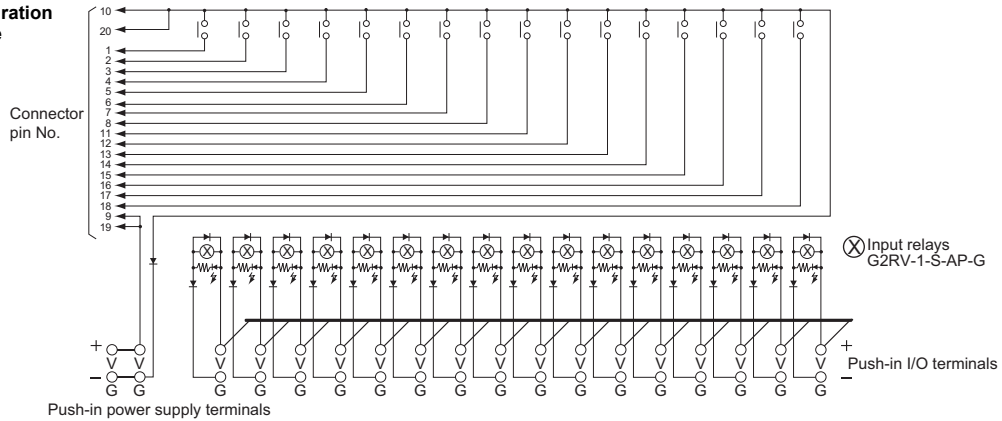 ration
10
20
1
2
3
4
5
6
7
8
11
12
13
14
15
16
17
18
9
19
Connector
pin No.
Input relays
G2RV-1-S-AP-G
+ V V V V V V V V V V V V V V V V V V +
Push-in I/O terminals
− G G G G G G G G G G G G G G G G G G −
Push-in power supply terminals